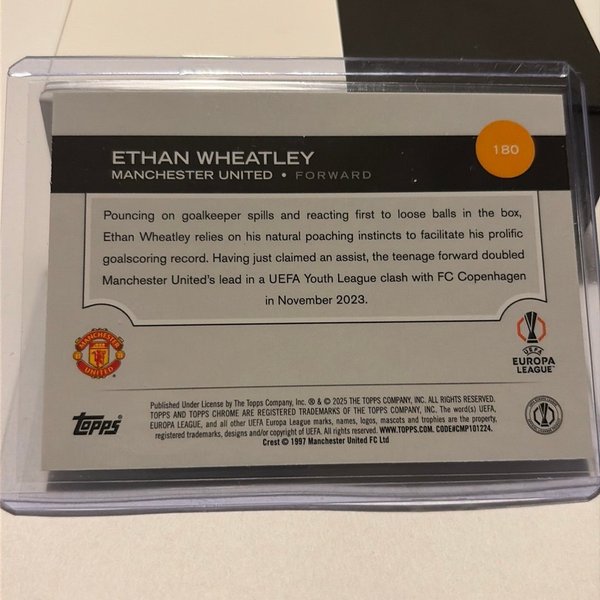 180
ETHAN WHEATLEY
MANCHESTER UNITED • FORWARD
Pouncing on goalkeeper spills and reacting first to loose balls in the box,
Ethan Wheatley relies on his natural poaching instincts to facilitate his prolific
goalscoring record. Having just claimed an assist, the teenage forward doubled
Manchester United's lead in a UEFA Youth League clash with FC Copenhagen
in November 2023.
MANCHESTER
UNITED
UEFA
EUROPA
LEAGUE™
Topps®
Published Under License by The Topps Company, Inc. ® & © 2025 THE TOPPS COMPANY, INC. ALL RIGHTS RESERVED.
TOPPS AND TOPPS CHROME ARE REGISTERED TRADEMARKS OF THE TOPPS COMPANY, INC. The word(s) UEFA,
EUROPA LEAGUE, and all other UEFA Europa League marks, names, logos, mascots and trophies are the property,
registered trademarks, designs and/or copyright of UEFA. All rights reserved. WWW.TOPPS.COM. CODE#CMP101224.
Crest © 1997 Manchester United FC Ltd